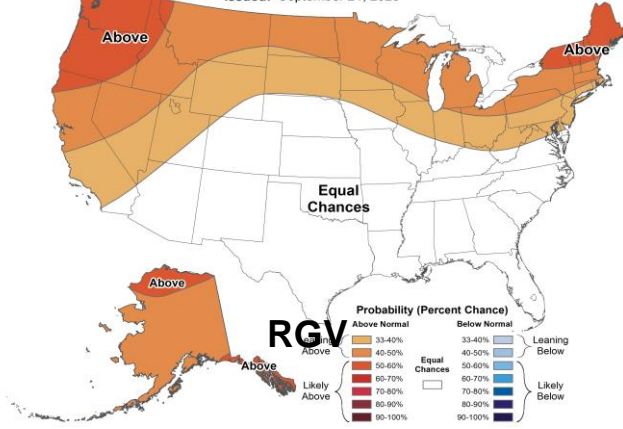 Above
Above
Equal
Chances
Above
Above
RGV
Probability (Percent Chance)
Above Normal
Below Normal
Leaning
Above
33-40%
40-50%
Likely
Above
50-60%
60-70%
70-80%
80-90%
90-100%
Equal
Chances
33-40%
40-50%
Leaning
Below
50-60%
60-70%
70-80%
80-90%
90-100%
Likely
Below